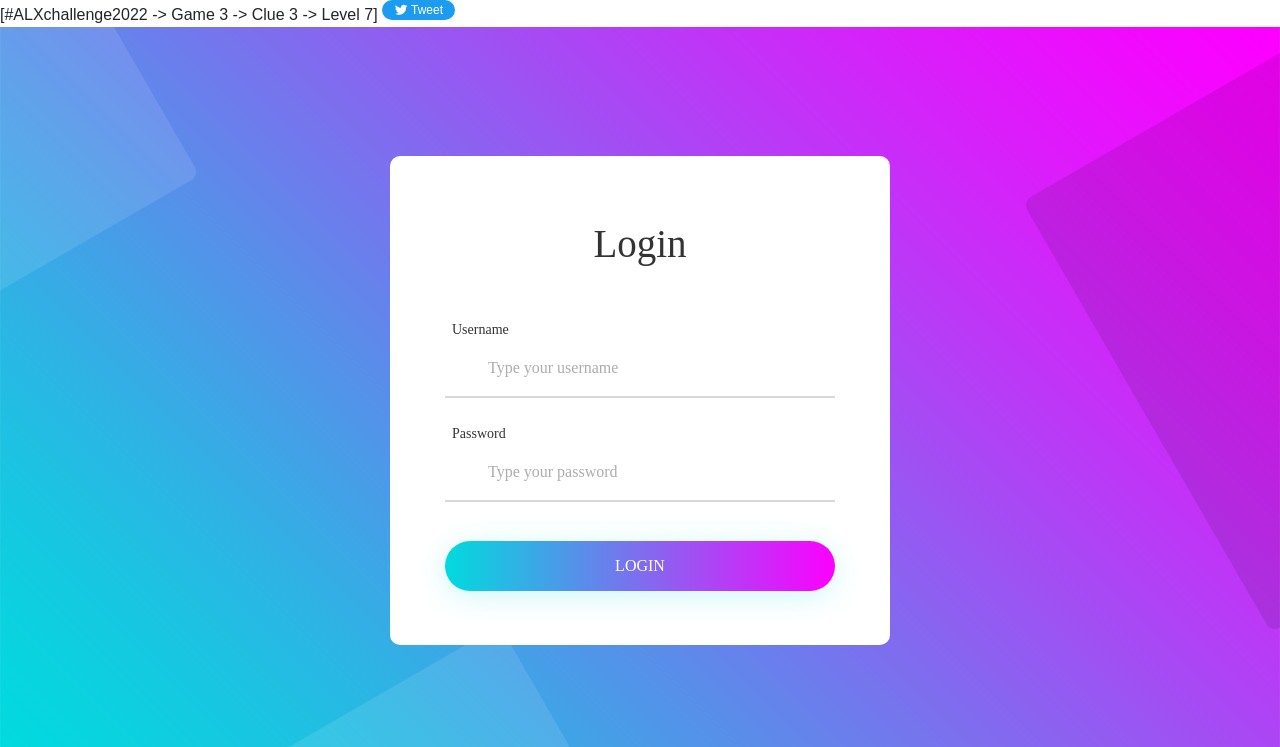 [#ALXchallenge2022 -> Game 3 -> Clue 3 -> Level 7] Tweet
Login
Username
Type your username
Password
Type your password
LOGIN